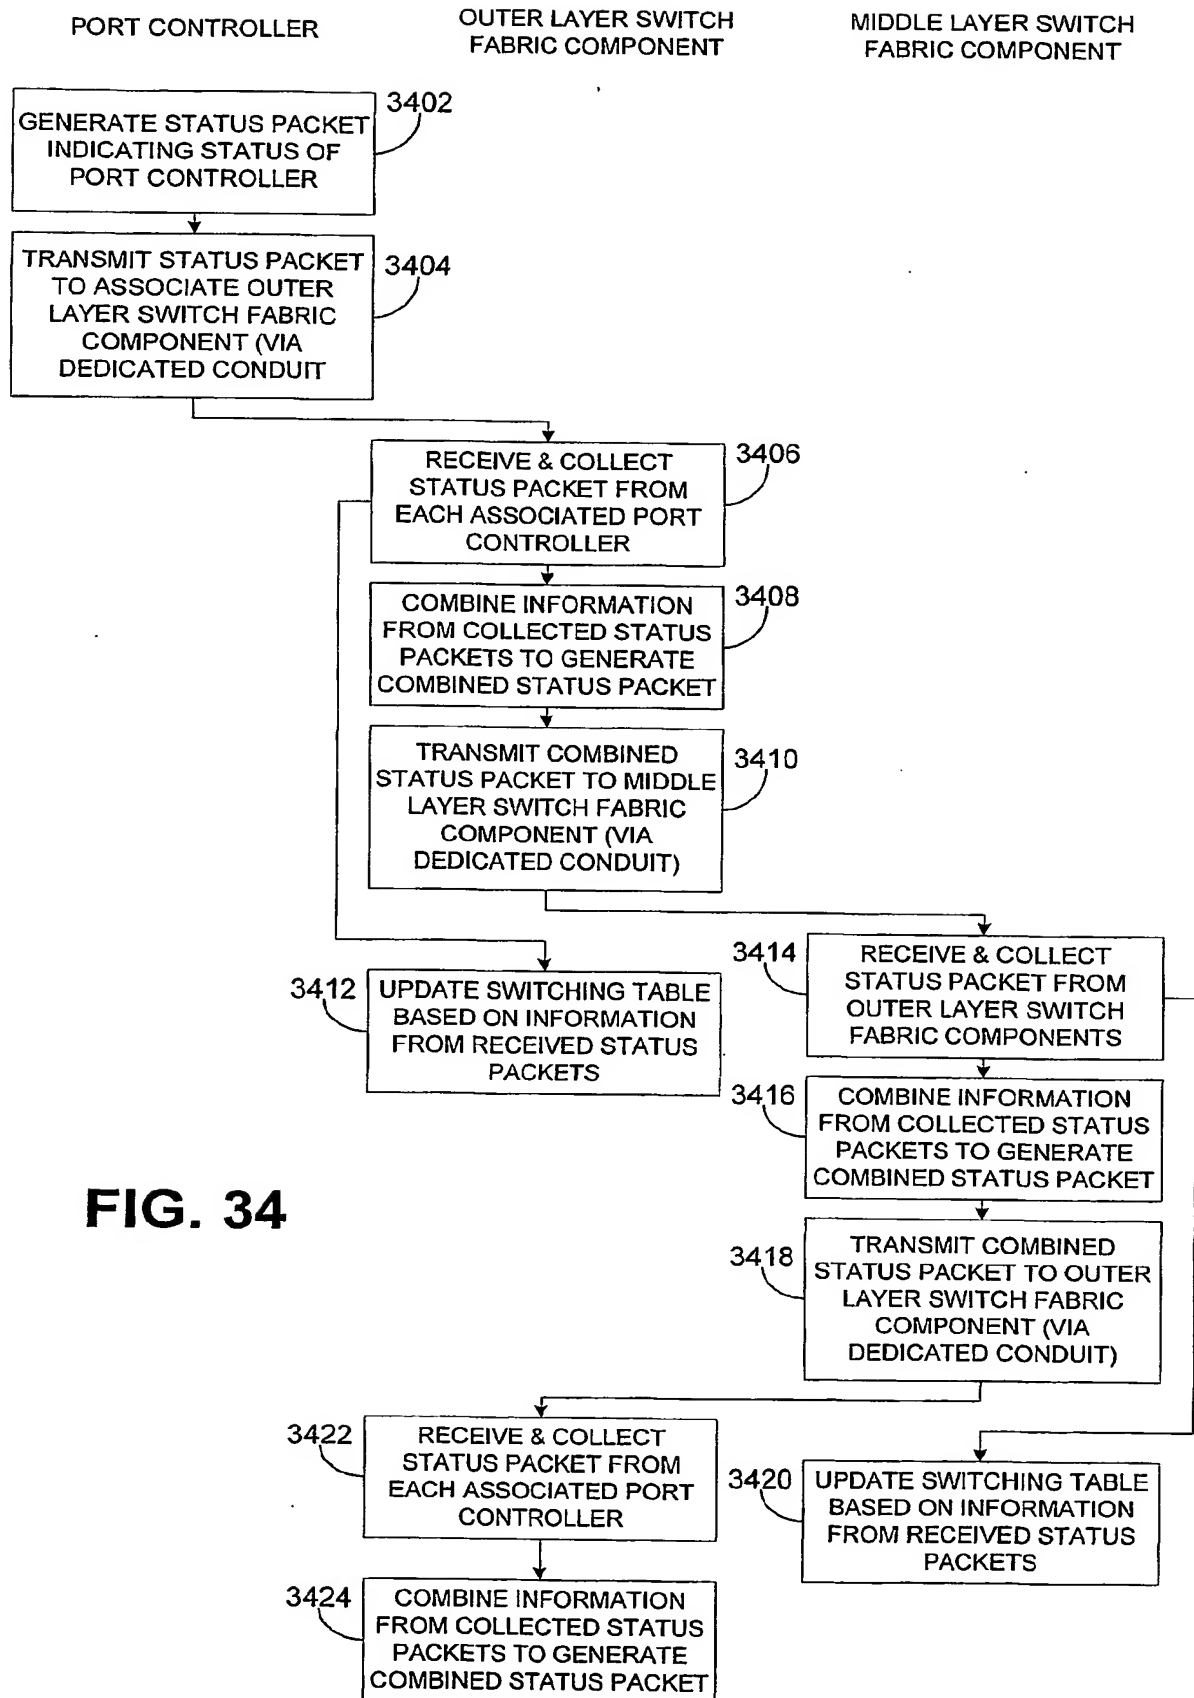 PORT CONTROLLER
OUTER LAYER SWITCH
FABRIC COMPONENT
MIDDLE LAYER SWITCH
FABRIC COMPONENT
3402
GENERATE STATUS PACKET
INDICATING STATUS OF
PORT CONTROLLER
3404
TRANSMIT STATUS PACKET
TO ASSOCIATE OUTER
LAYER SWITCH FABRIC
COMPONENT (VIA
DEDICATED CONDUIT
3406
RECEIVE & COLLECT
STATUS PACKET FROM
EACH ASSOCIATED PORT
CONTROLLER
3408
COMBINE INFORMATION
FROM COLLECTED STATUS
PACKETS TO GENERATE
COMBINED STATUS PACKET
3410
TRANSMIT COMBINED
STATUS PACKET TO MIDDLE
LAYER SWITCH FABRIC
COMPONENT (VIA
DEDICATED CONDUIT)
3412
UPDATE SWITCHING TABLE
BASED ON INFORMATION
FROM RECEIVED STATUS
PACKETS
3414
RECEIVE & COLLECT
STATUS PACKET FROM
OUTER LAYER SWITCH
FABRIC COMPONENTS
3416
COMBINE INFORMATION
FROM COLLECTED STATUS
PACKETS TO GENERATE
COMBINED STATUS PACKET
FIG. 34
3418
TRANSMIT COMBINED
STATUS PACKET TO OUTER
LAYER SWITCH FABRIC
COMPONENT (VIA
DEDICATED CONDUIT)
3422
RECEIVE & COLLECT
STATUS PACKET FROM
EACH ASSOCIATED PORT
CONTROLLER
3420
UPDATE SWITCHING TABLE
BASED ON INFORMATION
FROM RECEIVED STATUS
PACKETS
3424
COMBINE INFORMATION
FROM COLLECTED STATUS
PACKETS TO GENERATE
COMBINED STATUS PACKET